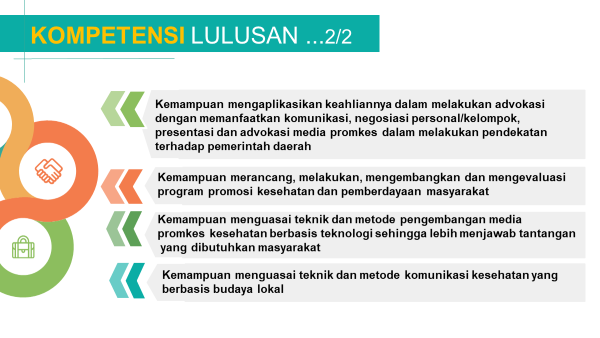 KOMPETENSI LULUSAN ...2/2
Kemampuan mengaplikasikan keahliannya dalam melakukan advokasi
dengan memanfaatkan komunikasi, negosiasi personal/kelompok,
presentasi dan advokasi media promkes dalam melakukan pendekatan
terhadap pemerintah daerah
Kemampuan merancang, melakukan, mengembangkan dan mengevaluasi
program promosi kesehatan dan pemberdayaan masyarakat
Kemampuan menguasai teknik dan metode pengembangan media
promkes kesehatan berbasis teknologi sehingga lebih menjawab tantangan
yang dibutuhkan masyarakat
Kemampuan menguasai teknik dan metode komunikasi kesehatan yang
berbasis budaya lokal